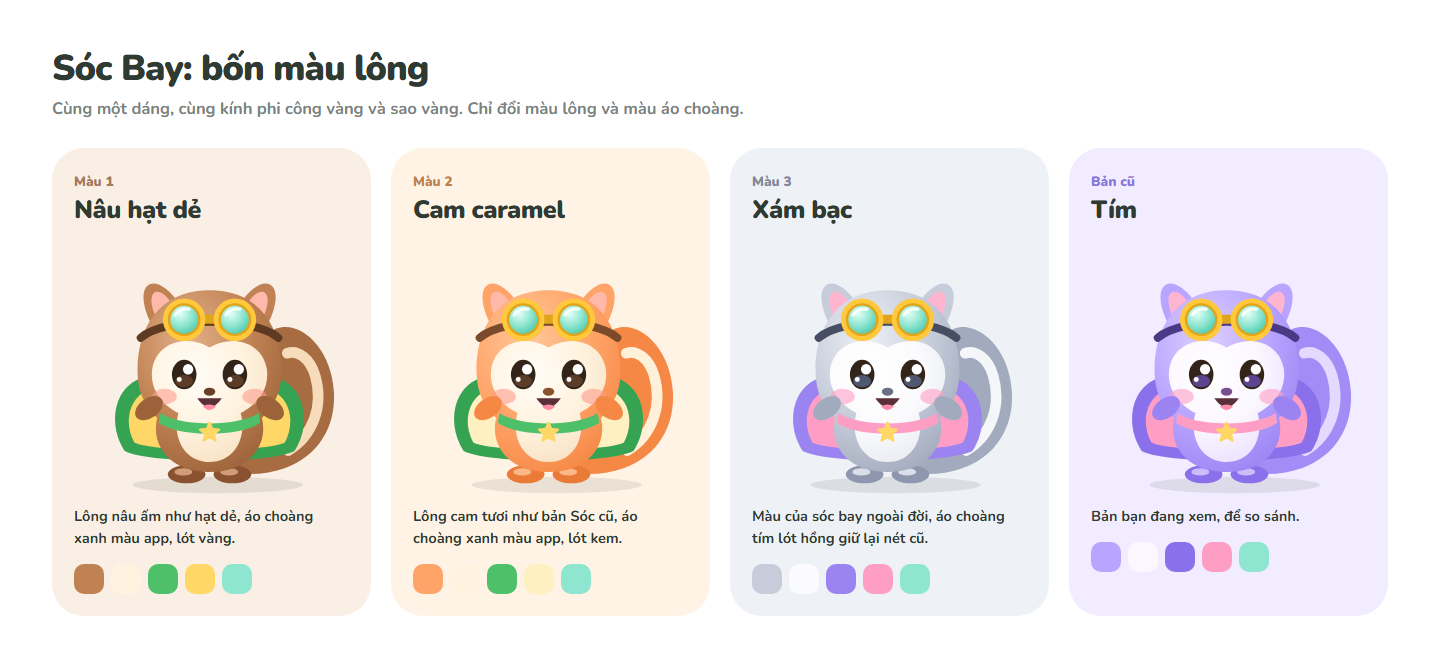 Sóc Bay: bốn màu lông
Cùng một dáng, cùng kính phi công vàng và sao vàng. Chỉ đổi màu lông và màu áo choàng.
Màu 1
Nâu hạt dẻ
Lông nâu ấm như hạt dẻ, áo choàng
xanh màu app, lót vàng.
Màu 2
Cam caramel
Lông cam tươi như bản Sóc cũ, áo
choàng xanh màu app, lót kem.
Màu 3
Xám bạc
Màu của sóc bay ngoài đời, áo choàng
tím lót hồng giữ lại nét cũ.
Bản cũ
Tím
Bản bạn đang xem, để so sánh.